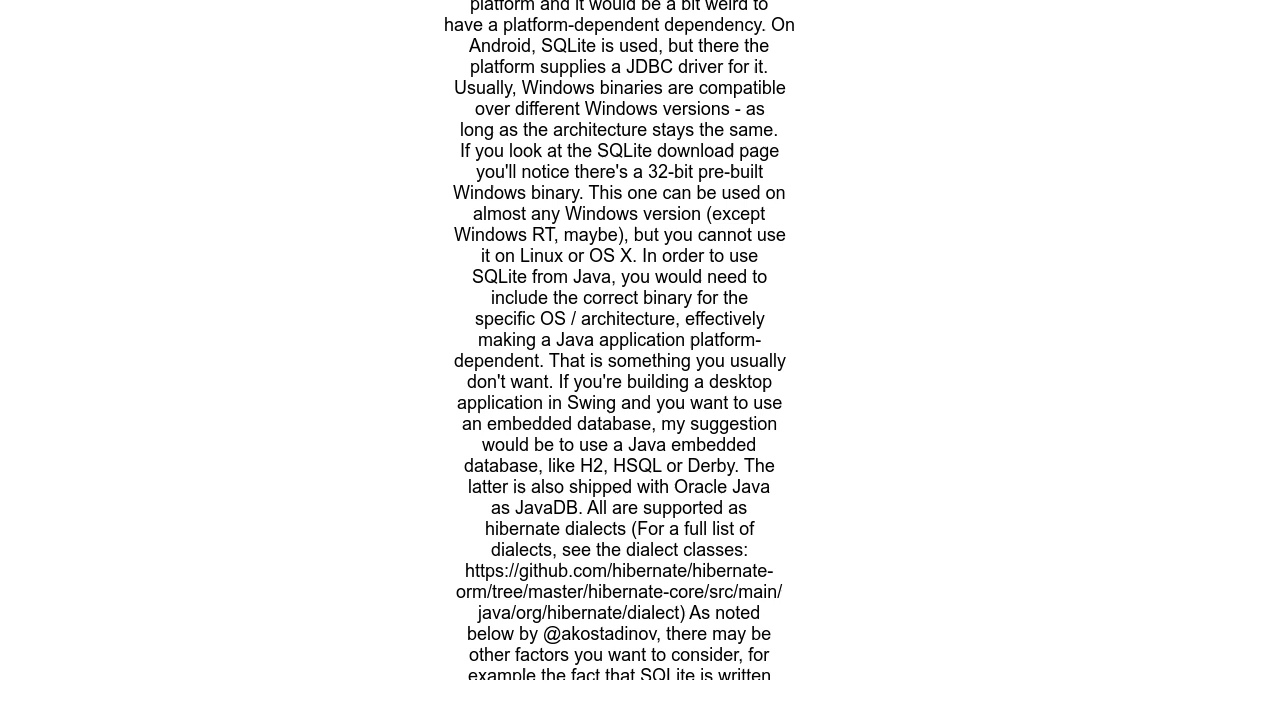 platform and it would be a bit weird to
have a platform-dependent dependency. On
Android, SQLite is used, but there the
platform supplies a JDBC driver for it.
Usually, Windows binaries are compatible
over different Windows versions - as
long as the architecture stays the same.
If you look at the SQLite download page
you'll notice there's a 32-bit pre-built
Windows binary. This one can be used on
almost any Windows version (except
Windows RT, maybe), but you cannot use
it on Linux or OS X. In order to use
SQLite from Java, you would need to
include the correct binary for the
specific OS / architecture, effectively
making a Java application platform-
dependent. That is something you usually
don't want. If you're building a desktop
application in Swing and you want to use
an embedded database, my suggestion
would be to use a Java embedded
database, like H2, HSQL or Derby. The
latter is also shipped with Oracle Java
as JavaDB. All are supported as
hibernate dialects (For a full list of
dialects, see the dialect classes:
https://github.com/hibernate/hibernate-
orm/tree/master/hibernate-core/src/main/
java/org/hibernate/dialect) As noted
below by @akostadinov, there may be
other factors you want to consider, for
example the fact that SQLite is written